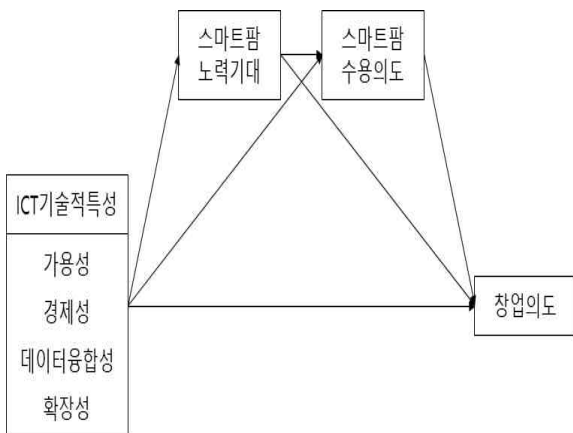 스마트팜
노력기대
스마트팜
수용의도
ICT기술적특성
가용성
경제성
데이터융합성
확장성
창업의도